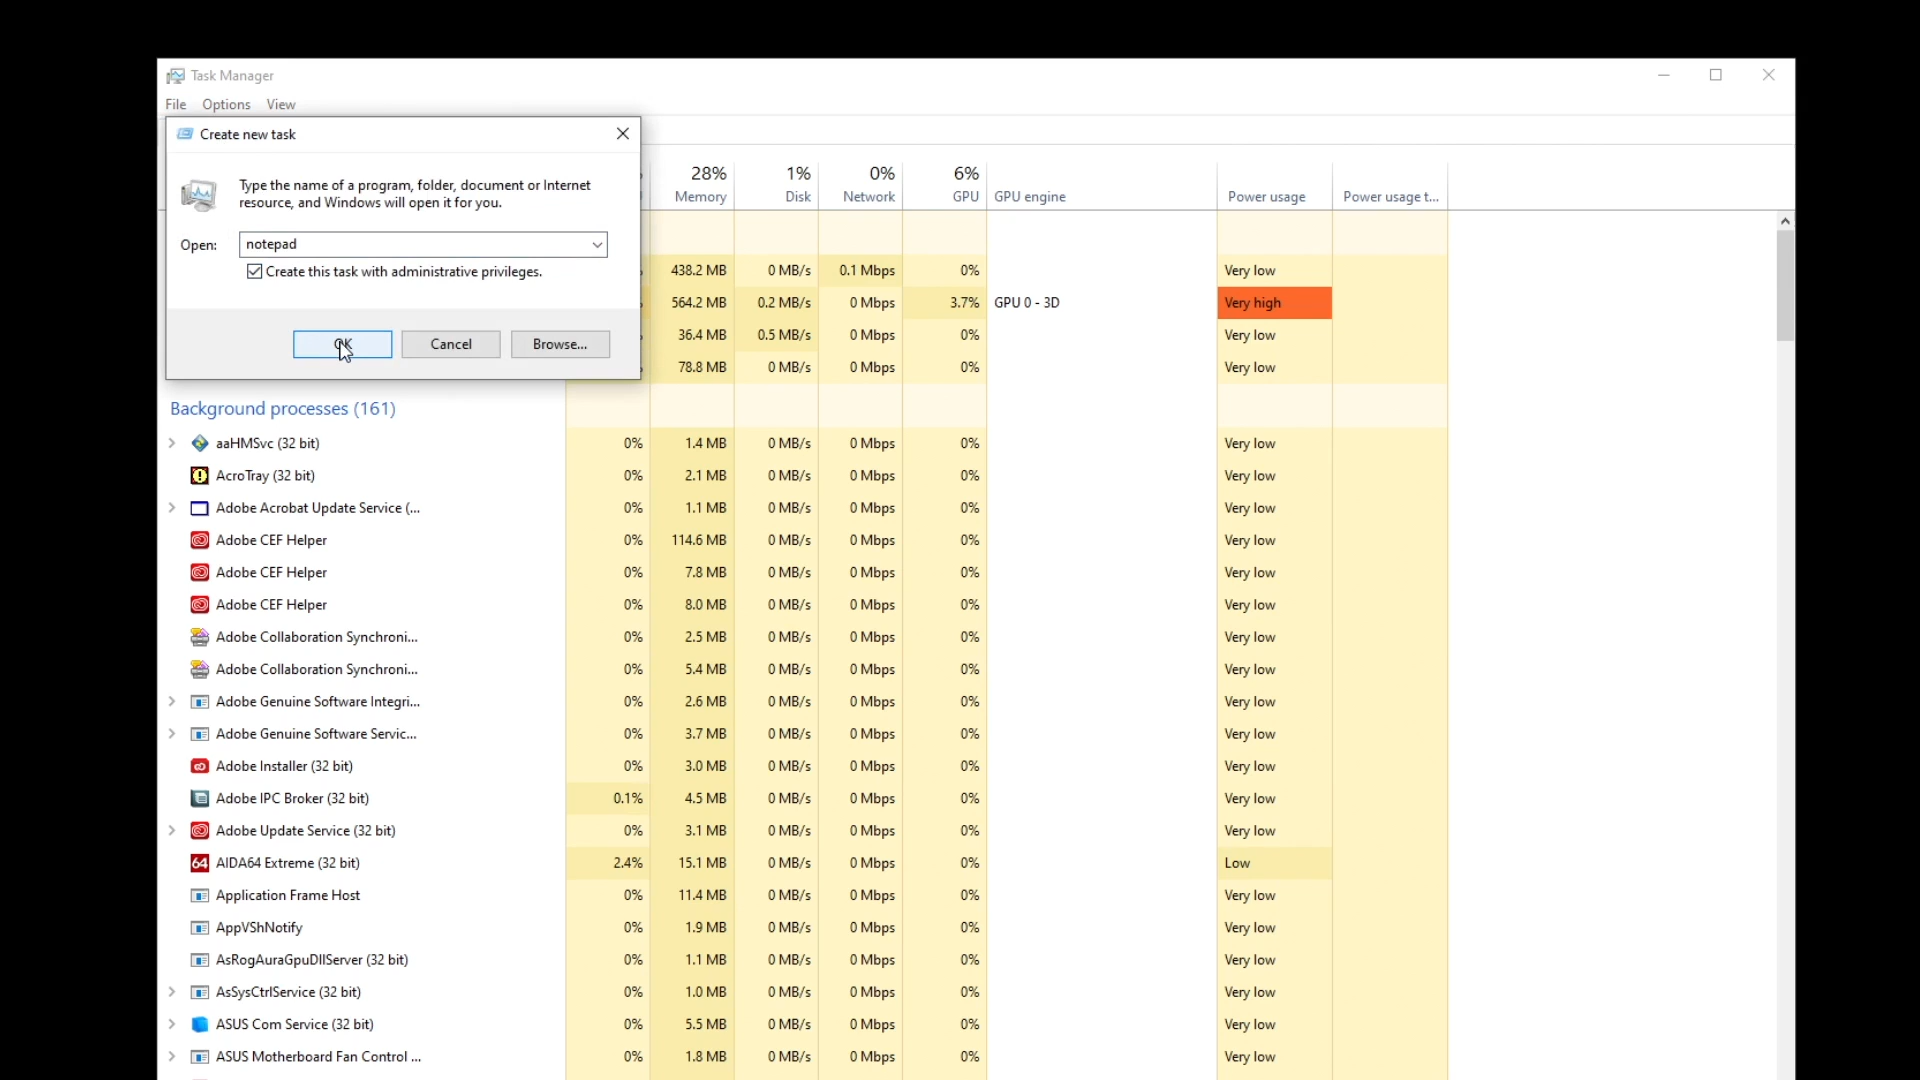 Task Manager
File Options View
Create new task
Type the name of a program, folder, document or Internet
resource, and Windows will open it for you.
Open: notepad
Create this task with administrative privileges.
OK Cancel Browse...
28% 1% 0% 6%
Memory Disk Network GPU GPU engine Power usage Power usage t...
438.2 MB 0 MB/s 0.1 Mbps 0% Very low
564.2 MB 0.2 MB/s 0 Mbps 3.7% GPU 0 - 3D Very high
36.4 MB 0.5 MB/s 0 Mbps 0% Very low
78.8 MB 0 MB/s 0 Mbps 0% Very low
Background processes (161)
aaHMSvc (32 bit) 0% 1.4 MB 0 MB/s 0 Mbps 0% Very low
AcroTray (32 bit) 0% 2.1 MB 0 MB/s 0 Mbps 0% Very low
Adobe Acrobat Update Service (... 0% 1.1 MB 0 MB/s 0 Mbps 0% Very low
Adobe CEF Helper 0% 114.6 MB 0 MB/s 0 Mbps 0% Very low
Adobe CEF Helper 0% 7.8 MB 0 MB/s 0 Mbps 0% Very low
Adobe CEF Helper 0% 8.0 MB 0 MB/s 0 Mbps 0% Very low
Adobe Collaboration Synchroni... 0% 2.5 MB 0 MB/s 0 Mbps 0% Very low
Adobe Collaboration Synchroni... 0% 5.4 MB 0 MB/s 0 Mbps 0% Very low
Adobe Genuine Software Integri... 0% 2.6 MB 0 MB/s 0 Mbps 0% Very low
Adobe Genuine Software Servic... 0% 3.7 MB 0 MB/s 0 Mbps 0% Very low
Adobe Installer (32 bit) 0% 3.0 MB 0 MB/s 0 Mbps 0% Very low
Adobe IPC Broker (32 bit) 0.1% 4.5 MB 0 MB/s 0 Mbps 0% Very low
Adobe Update Service (32 bit) 0% 3.1 MB 0 MB/s 0 Mbps 0% Very low
64 AIDA64 Extreme (32 bit) 2.4% 15.1 MB 0 MB/s 0 Mbps 0% Low
Application Frame Host 0% 11.4 MB 0 MB/s 0 Mbps 0% Very low
AppVShNotify 0% 1.9 MB 0 MB/s 0 Mbps 0% Very low
AsRogAuraGpuDllServer (32 bit) 0% 1.1 MB 0 MB/s 0 Mbps 0% Very low
AsSysCtrlService (32 bit) 0% 1.0 MB 0 MB/s 0 Mbps 0% Very low
ASUS Com Service (32 bit) 0% 5.5 MB 0 MB/s 0 Mbps 0% Very low
ASUS Motherboard Fan Control ... 0% 1.8 MB 0 MB/s 0 Mbps 0% Very low